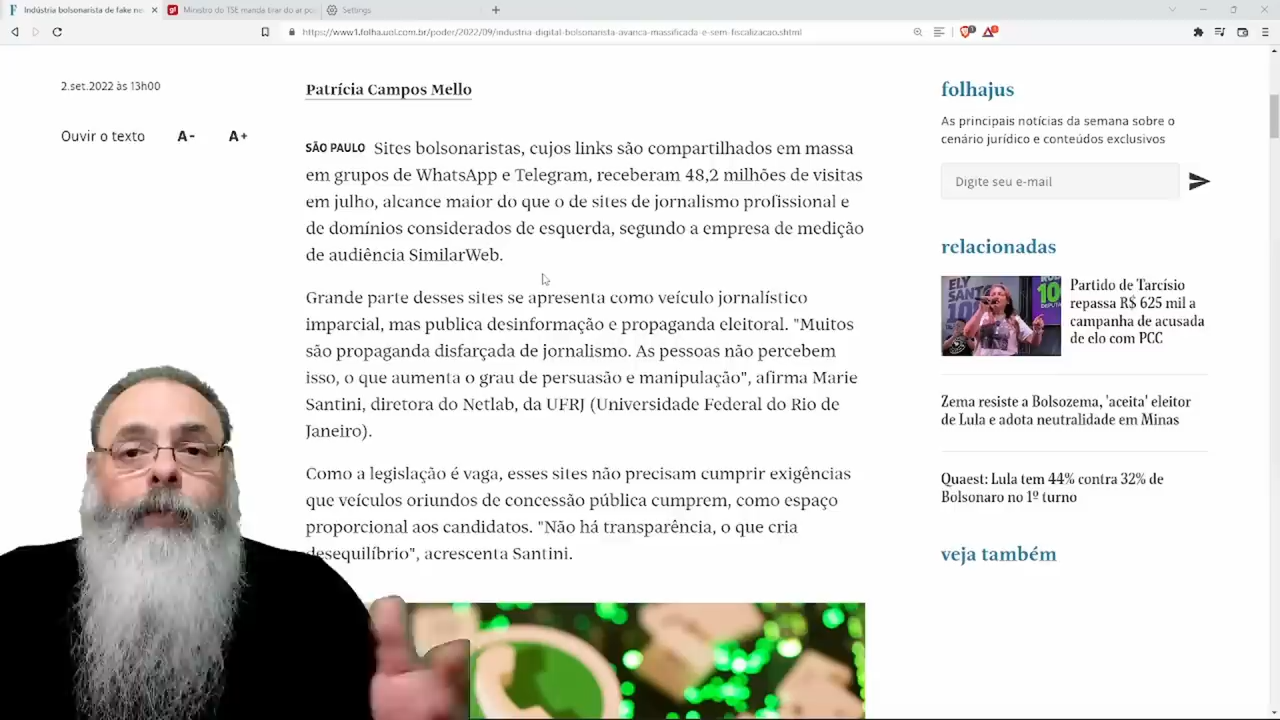 Indústria bolsonarista de fake ne
Ministro do TSE manda tirar do ar po
Settings
https://www1.folha.uol.com.br/poder/2022/09/industria-digital-bolsonarista-avanca-massificada-e-sem-fiscalizacao.shtml
2.set.2022 às 13h00
Ouvir o texto A- A+
Patrícia Campos Mello
SÃO PAULO Sites bolsonaristas, cujos links são compartilhados em massa
em grupos de WhatsApp e Telegram, receberam 48,2 milhões de visitas
em julho, alcance maior do que o de sites de jornalismo profissional e
de domínios considerados de esquerda, segundo a empresa de medição
de audiência SimilarWeb.
Grande parte desses sites se apresenta como veículo jornalístico
imparcial, mas publica desinformação e propaganda eleitoral. "Muitos
são propaganda disfarçada de jornalismo. As pessoas não percebem
isso, o que aumenta o grau de persuasão e manipulação", afirma Marie
Santini, diretora do Netlab, da UFRJ (Universidade Federal do Rio de
Janeiro).
Como a legislação é vaga, esses sites não precisam cumprir exigências
que veículos oriundos de concessão pública cumprem, como espaço
proporcional aos candidatos. "Não há transparência, o que cria
desequilíbrio", acrescenta Santini.
folhajus
As principais notícias da semana sobre o
cenário jurídico e conteúdos exclusivos
Digite seu e-mail
relacionadas
Partido de Tarcísio
repassa R$ 625 mil a
campanha de acusada
de elo com PCC
Zema resiste a Bolsozema, 'aceita' eleitor
de Lula e adota neutralidade em Minas
Quaest: Lula tem 44% contra 32% de
Bolsonaro no 1º turno
veja também